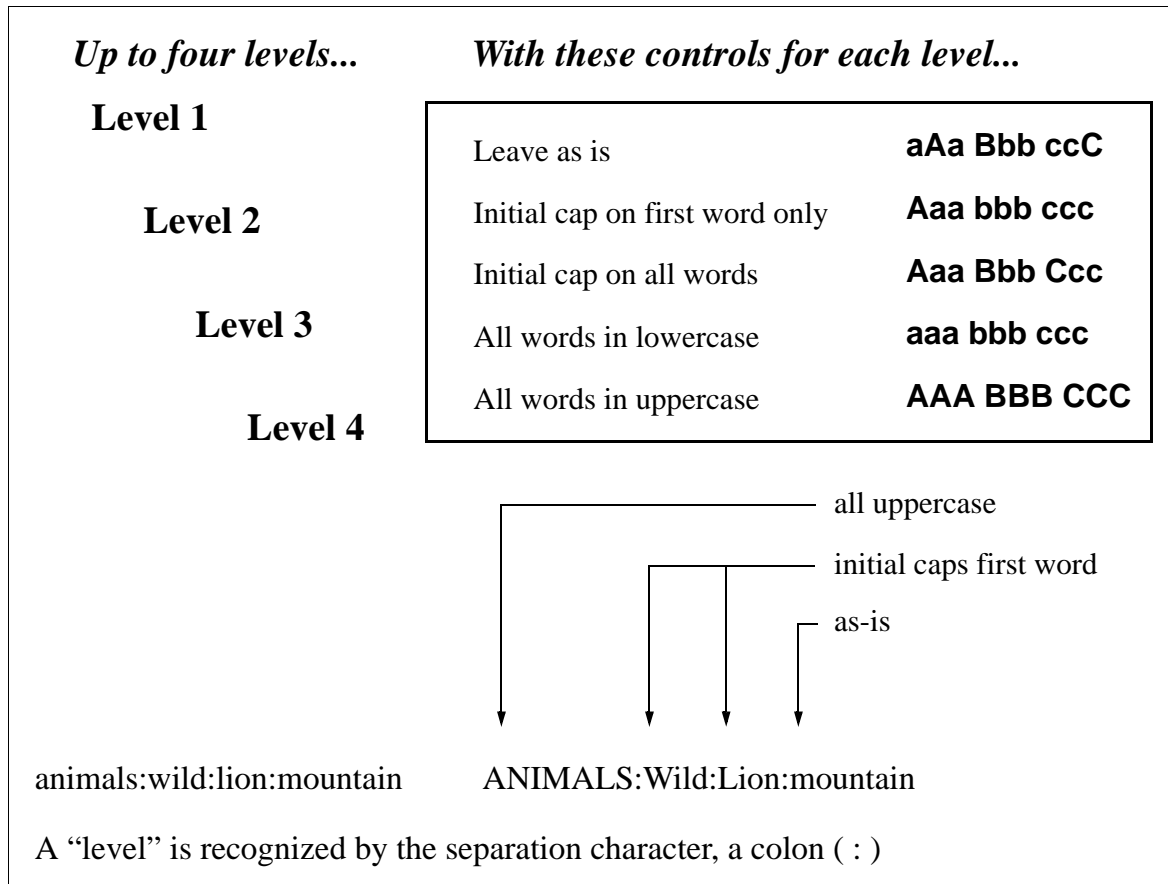 Up to four levels... With these controls for each level...
Level 1
Leave as is aAa Bbb ccC
Level 2
Initial cap on first word only Aaa bbb ccc
Initial cap on all words Aaa Bbb Ccc
Level 3
All words in lowercase aaa bbb ccc
All words in uppercase AAA BBB CCC
Level 4
all uppercase
initial caps first word
as-is
animals:wild:lion:mountain ANIMALS:Wild:Lion:mountain
A “level” is recognized by the separation character, a colon ( : )